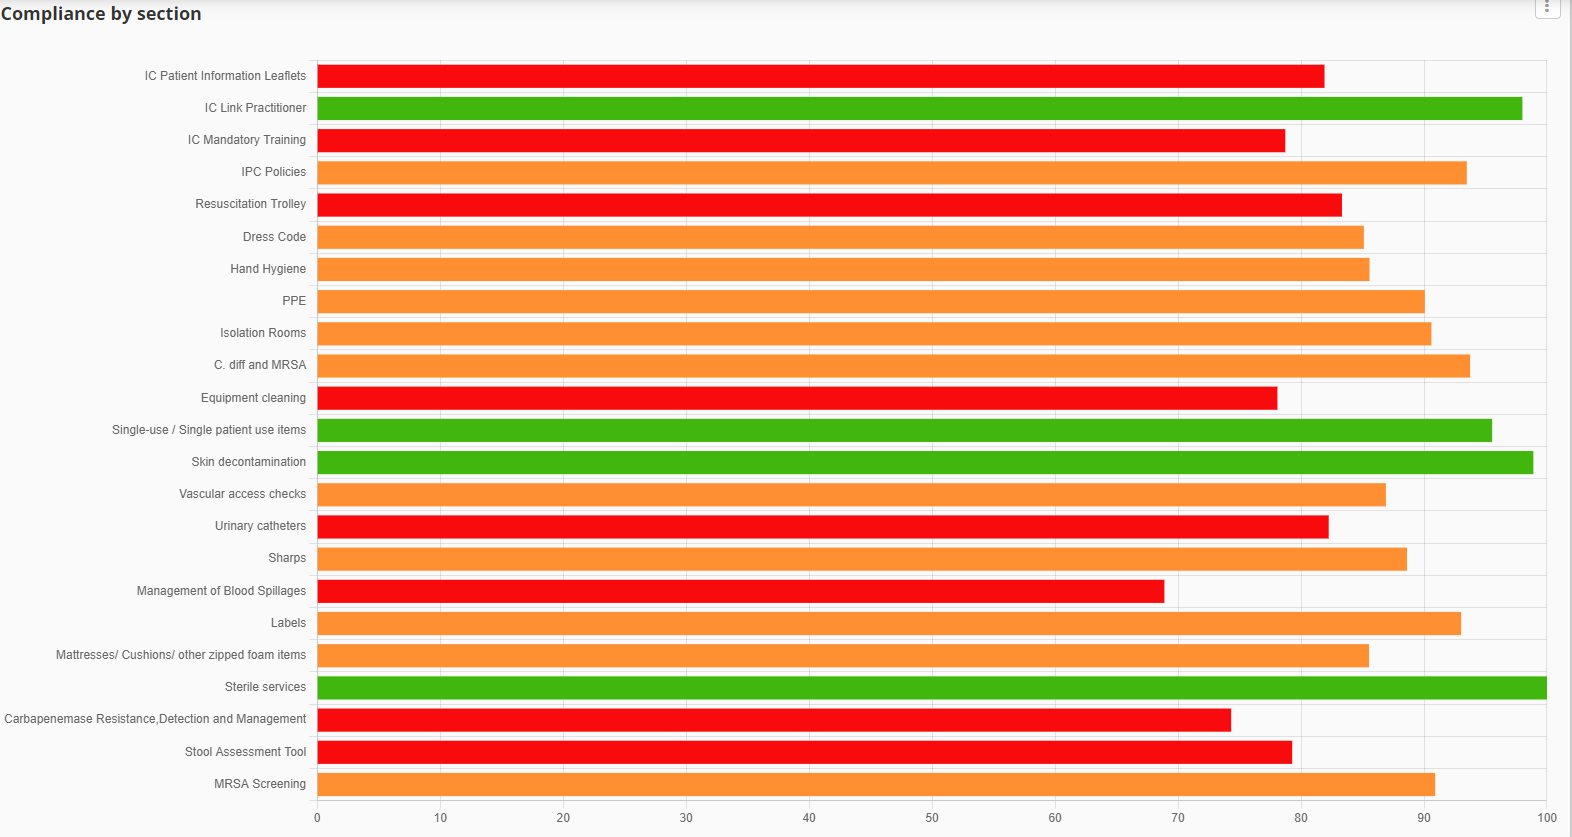 Compliance by section
IC Patient Information Leaflets
IC Link Practitioner
IC Mandatory Training
IPC Policies
Resuscitation Trolley
Dress Code
Hand Hygiene
PPE
Isolation Rooms
C. diff and MRSA
Equipment cleaning
Single-use / Single patient use items
Skin decontamination
Vascular access checks
Urinary catheters
Sharps
Management of Blood Spillages
Labels
Mattresses/ Cushions/ other zipped foam items
Sterile services
Carbapenemase Resistance,Detection and Management
Stool Assessment Tool
MRSA Screening
0 10 20 30 40 50 60 70 80 90 100